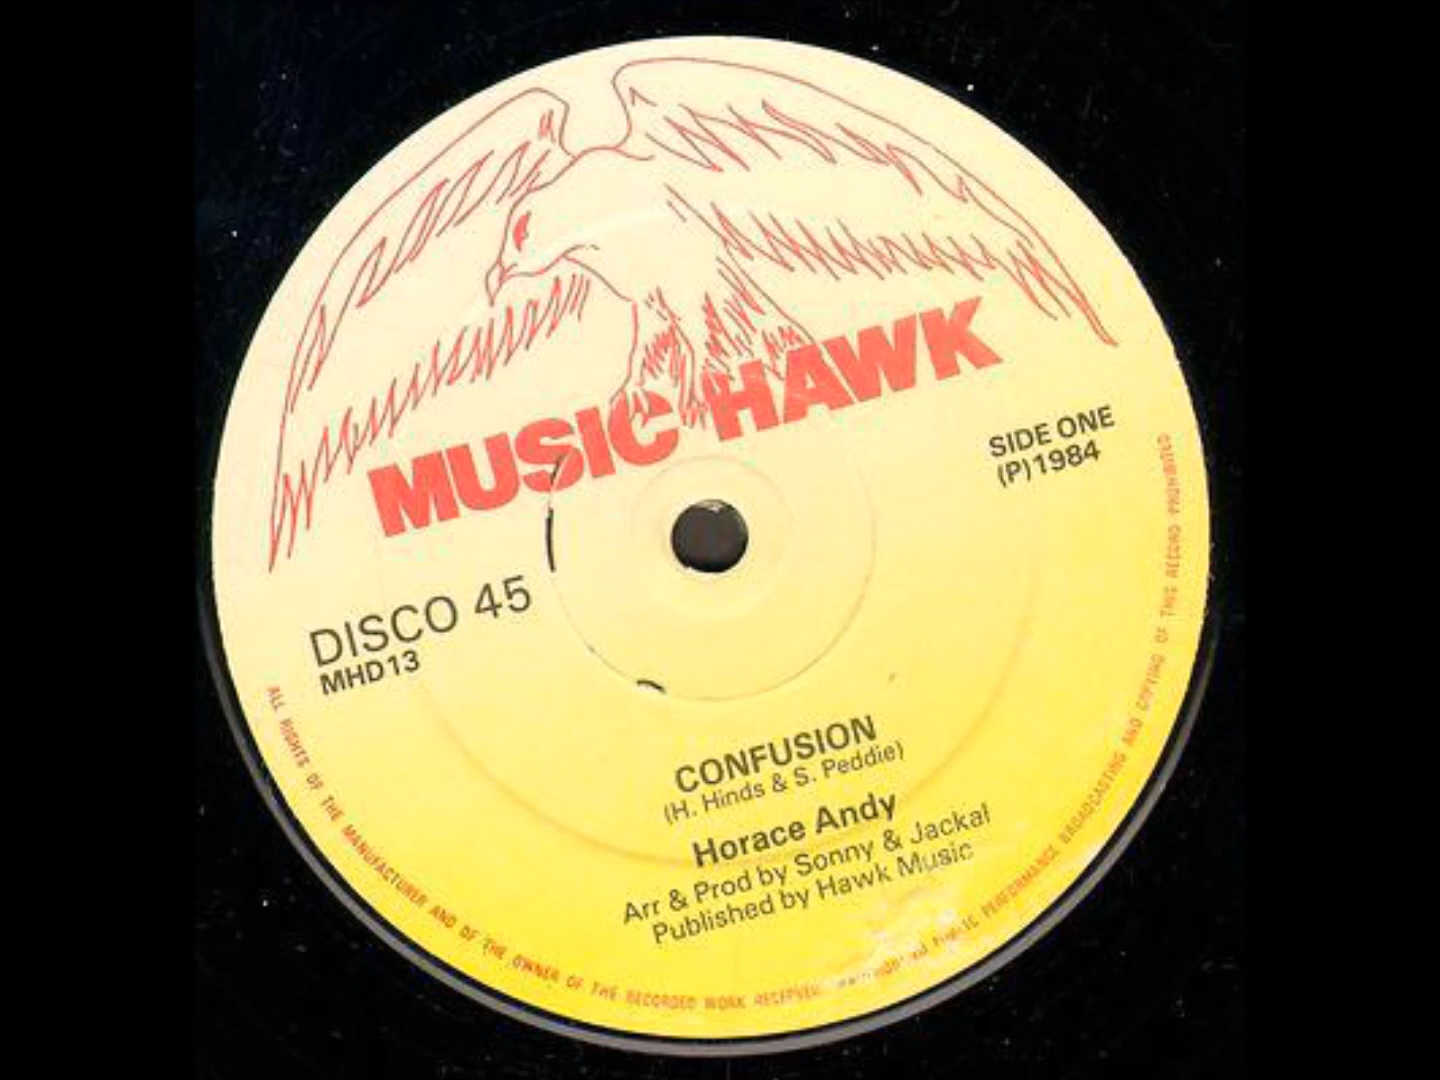 MUSIC HAWK
SIDE ONE
(P)1984
DISCO 45
MHD13
CONFUSION
(H. Hinds & S. Peddie)
Horace Andy
Arr & Prod by Sonny & Jackal
Published by Hawk Music
ALL RIGHTS OF THE MANUFACTURER AND OF THE OWNER OF THE RECORDED WORK RECERVED. PERFORMANCE BROADCASTING AND COPYING OF THIS RECORD PROHIBITED